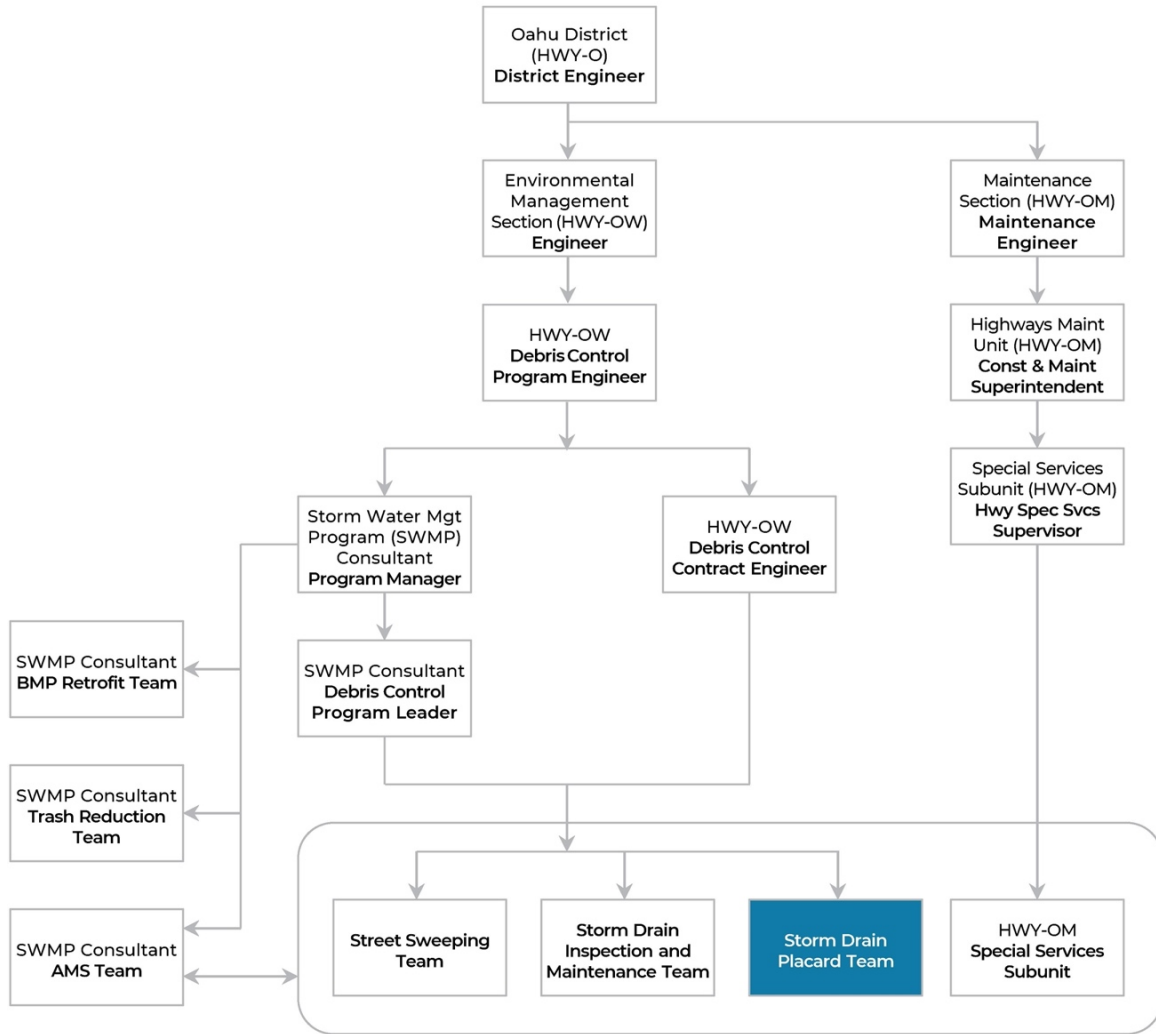 Oahu District
(HWY-O)
District Engineer
Environmental
Management
Section (HWY-OW)
Engineer
Maintenance
Section (HWY-OM)
Maintenance
Engineer
HWY-OW
Debris Control
Program Engineer
Highways Maint
Unit (HWY-OM)
Const & Maint
Superintendent
Storm Water Mgt
Program (SWMP)
Consultant
Program Manager
HWY-OW
Debris Control
Contract Engineer
Special Services
Subunit (HWY-OM)
Hwy Spec Svcs
Supervisor
SWMP Consultant
BMP Retrofit Team
SWMP Consultant
Debris Control
Program Leader
SWMP Consultant
Trash Reduction
Team
SWMP Consultant
AMS Team
Street Sweeping
Team
Storm Drain
Inspection and
Maintenance Team
Storm Drain
Placard Team
HWY-OM
Special Services
Subunit